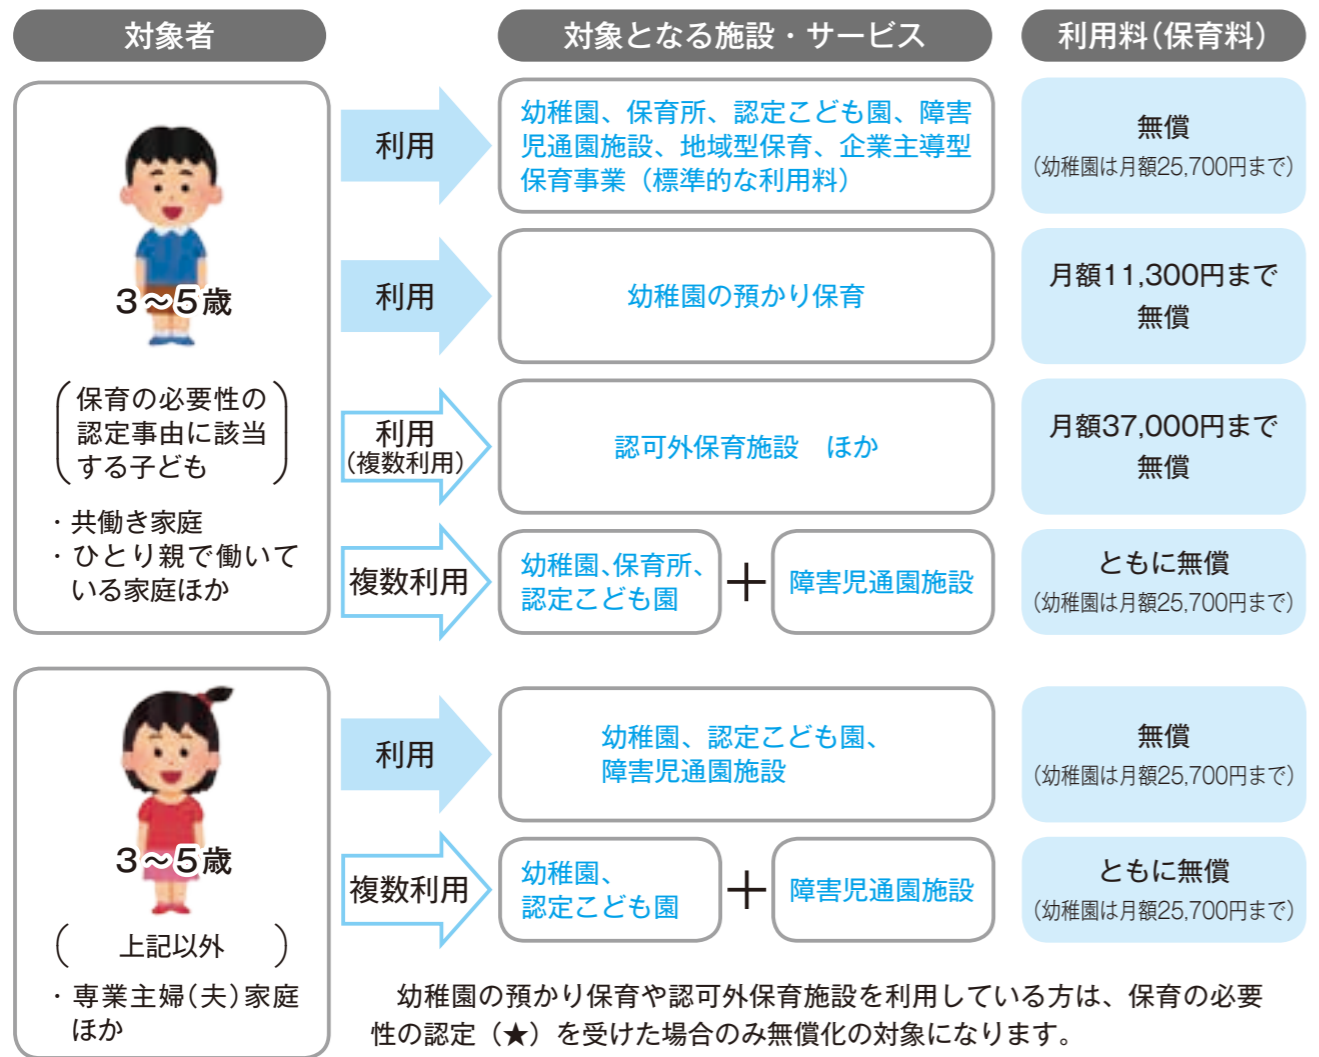 対象者
対象となる施設・サービス
利用料(保育料)
3～5歳
保育の必要性の
認定事由に該当
する子ども
・共働き家庭
・ひとり親で働いて
いる家庭ほか
利用
幼稚園、保育所、認定こども園、障害
児通園施設、地域型保育、企業主導型
保育事業（標準的な利用料）
無償
(幼稚園は月額25,700円まで)
利用
幼稚園の預かり保育
月額11,300円まで
無償
利用
(複数利用)
認可外保育施設　ほか
月額37,000円まで
無償
複数利用
幼稚園、保育所、
認定こども園
＋
障害児通園施設
ともに無償
(幼稚園は月額25,700円まで)
3～5歳
(　上記以外　)
・専業主婦(夫)家庭
ほか
利用
幼稚園、認定こども園、
障害児通園施設
無償
(幼稚園は月額25,700円まで)
複数利用
幼稚園、
認定こども園
＋
障害児通園施設
ともに無償
(幼稚園は月額25,700円まで)
幼稚園の預かり保育や認可外保育施設を利用している方は、保育の必要
性の認定（★）を受けた場合のみ無償化の対象になります。